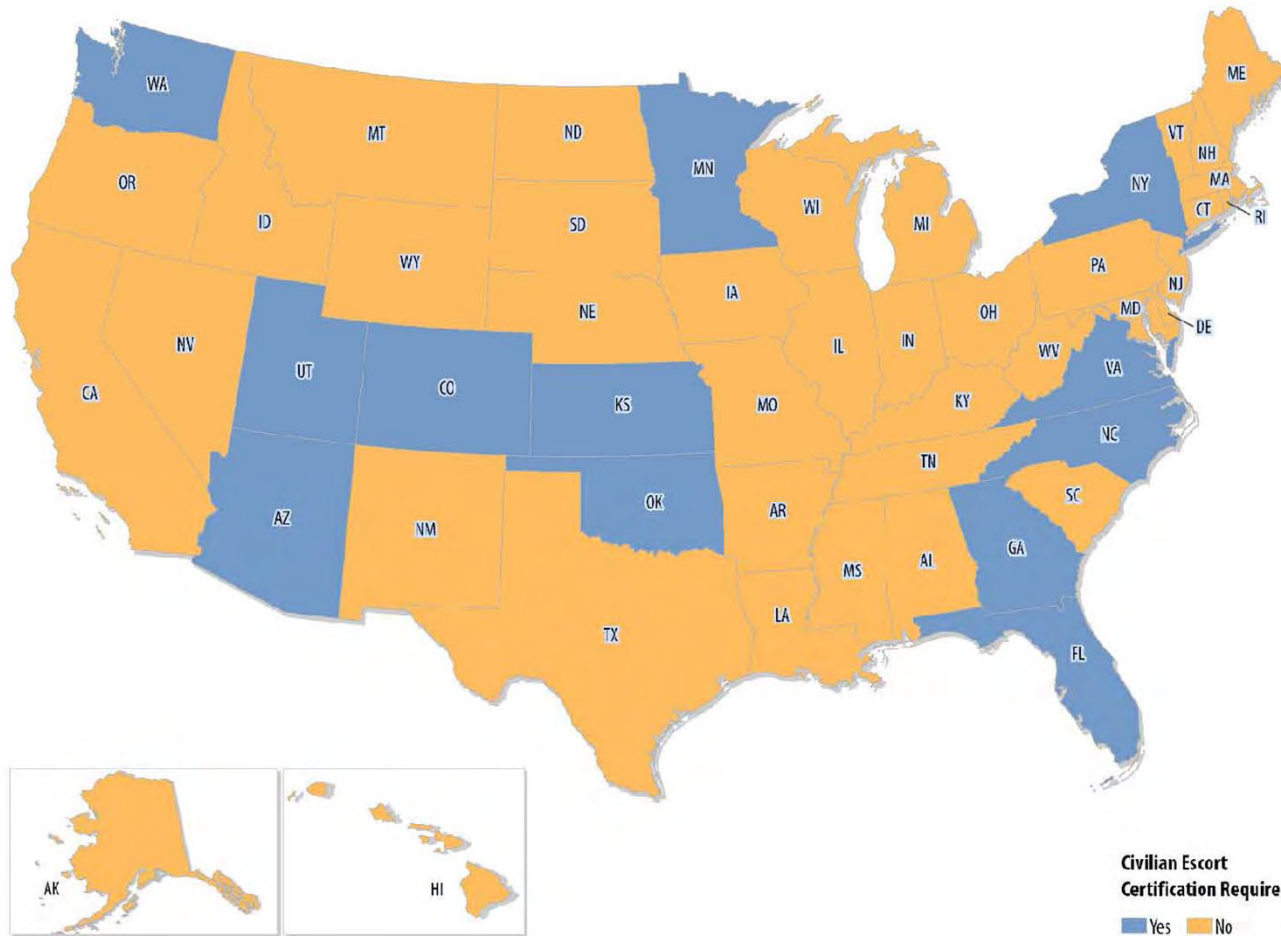 WA
MT
ND
MN
ME
VT
NH
NY
MA
CT
RI
OR
ID
SD
WI
MI
WY
IA
PA
NJ
NE
OH
MD
DE
NV
UT
CO
IL
IN
WV
VA
CA
KS
MO
KY
NC
TN
AZ
NM
OK
AR
SC
MS
AL
GA
LA
TX
FL
AK
HI
Civilian Escort
Certification Require
Yes No